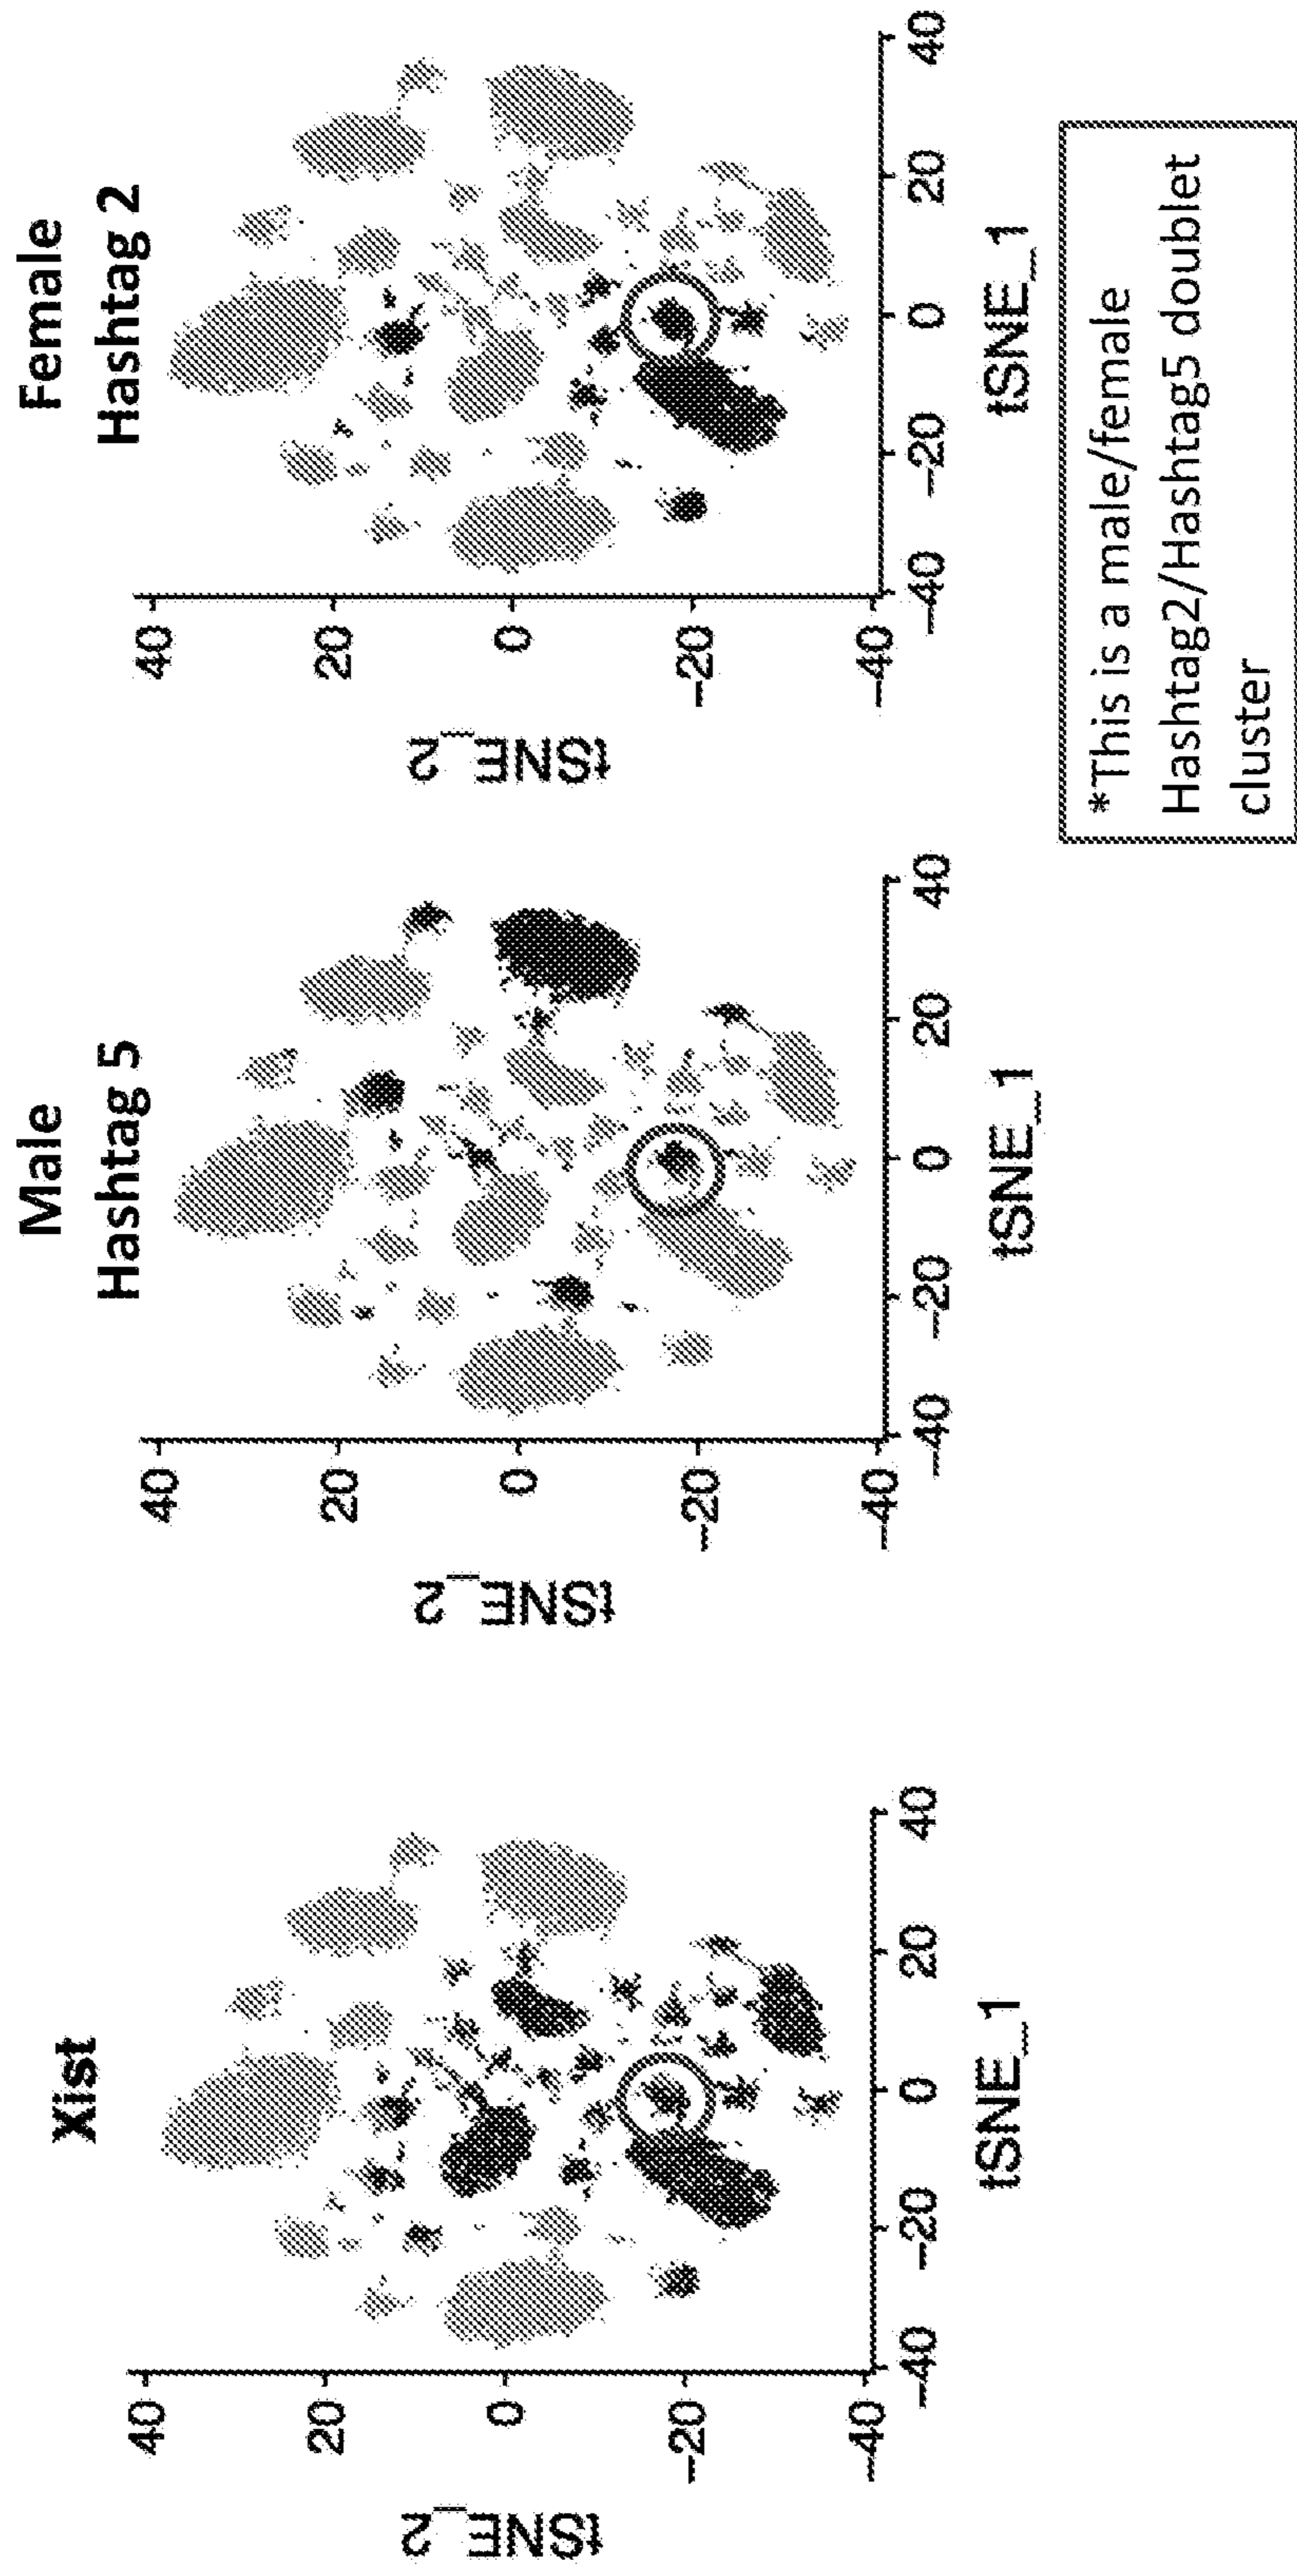 Xist
40
20
0
−20
−40
tSNE_2
−40
−20
0
20
40
tSNE_1
Male
Hashtag 5
40
20
0
−20
−40
tSNE_2
−40
−20
0
20
40
tSNE_1
Female
Hashtag 2
40
20
0
−20
−40
tSNE_2
−40
−20
0
20
40
tSNE_1
*This is a male/female
Hashtag2/Hashtag5 doublet
cluster